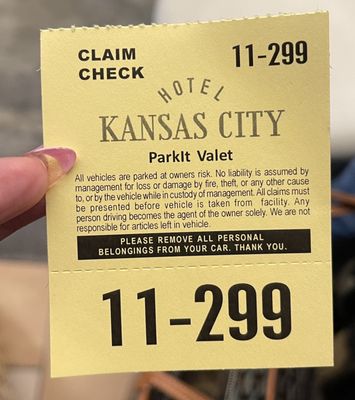 CLAIM
CHECK
11-299
HOTEL
KANSAS CITY
ParkIt Valet
All vehicles are parked at owners risk. No liability is assumed by
management for loss or damage by fire, theft, or any other cause
to, or by the vehicle while in custody of management. All claims must
be presented before vehicle is taken from facility. Any
person driving becomes the agent of the owner solely. We are not
responsible for articles left in vehicle.
PLEASE REMOVE ALL PERSONAL
BELONGINGS FROM YOUR CAR. THANK YOU.
11-299